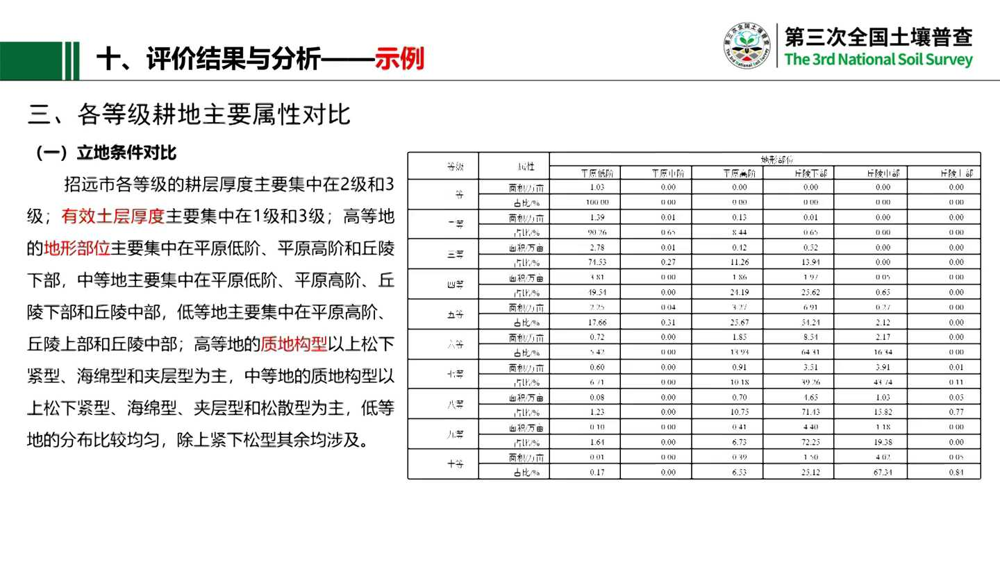 十、评价结果与分析——示例
第三次全国土壤普查
The 3rd National Soil Survey
三、各等级耕地主要属性对比
（一）立地条件对比
招远市各等级的耕层厚度主要集中在2级和3
级；有效土层厚度主要集中在1级和3级；高等地
的地形部位主要集中在平原低阶、平原高阶和丘陵
下部，中等地主要集中在平原低阶、平原高阶、丘
陵下部和丘陵中部，低等地主要集中在平原高阶、
丘陵上部和丘陵中部；高等地的质地构型以上松下
紧型、海绵型和夹层型为主，中等地的质地构型以
上松下紧型、海绵型、夹层型和松散型为主，低等
地的分布比较均匀，除上紧下松型其余均涉及。
等级 属性 地形部位
平原低阶 平原中阶 平原高阶 丘陵下部 丘陵中部 丘陵上部
一等 面积/万亩 1.03 0.00 0.00 0.00 0.00 0.00
占比/% 100.00 0.00 0.00 0.00 0.00 0.00
二等 面积/万亩 1.39 0.01 0.13 0.01 0.00 0.00
占比/% 90.26 0.65 8.44 0.65 0.00 0.00
三等 面积/万亩 2.78 0.01 0.42 0.52 0.00 0.00
占比/% 74.53 0.27 11.26 13.94 0.00 0.00
四等 面积/万亩 3.81 0.00 1.86 1.97 0.05 0.00
占比/% 49.54 0.00 24.19 25.62 0.65 0.00
五等 面积/万亩 2.25 0.04 3.27 6.91 0.27 0.00
占比/% 17.66 0.31 25.67 54.24 2.12 0.00
六等 面积/万亩 0.72 0.00 1.85 8.54 2.17 0.00
占比/% 5.42 0.00 13.93 64.31 16.34 0.00
七等 面积/万亩 0.60 0.00 0.91 3.51 3.91 0.01
占比/% 6.71 0.00 10.18 39.26 43.74 0.11
八等 面积/万亩 0.08 0.00 0.70 4.65 1.03 0.05
占比/% 1.23 0.00 10.75 71.43 15.82 0.77
九等 面积/万亩 0.10 0.00 0.41 4.40 1.18 0.00
占比/% 1.64 0.00 6.73 72.25 19.38 0.00
十等 面积/万亩 0.01 0.00 0.39 1.50 4.02 0.05
占比/% 0.17 0.00 6.53 25.12 67.34 0.84